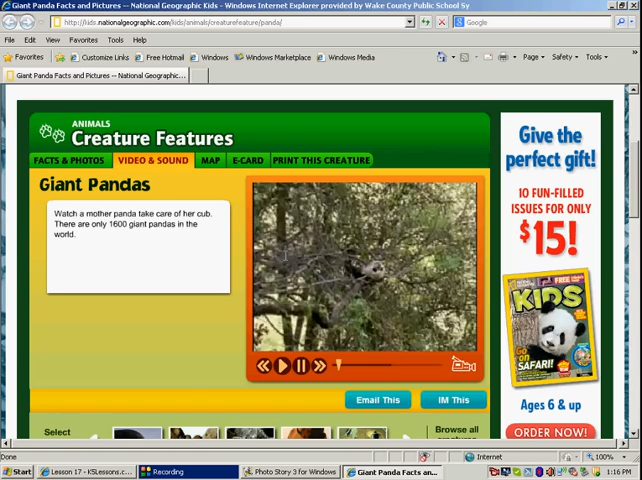 Giant Panda Facts and Pictures -- National Geographic Kids - Windows Internet Explorer provided by Wake County Public School Sy
http://kids.nationalgeographic.com/kids/animals/creaturefeature/panda/
Google
File Edit View Favorites Tools Help
Favorites Customize Links Free Hotmail Windows Windows Marketplace Windows Media
Page Safety Tools
Giant Panda Facts and Pictures -- National Geographic...
ANIMALS
Creature Features
FACTS & PHOTOS VIDEO & SOUND MAP E-CARD PRINT THIS CREATURE
Giant Pandas
Watch a mother panda take care of her cub.
There are only 1600 giant pandas in the
world.
Email This IM This
Select
Browse all
Give the
perfect gift!
10 FUN-FILLED
ISSUES FOR ONLY
$15!
KIDS
GO ON
SAFARI!
Ages 6 & up
ORDER NOW!
Done
Internet
100%
Start
Lesson 17 - K5Lessons.c...
Recording
Photo Story 3 for Windows
Giant Panda Facts an...
1:16 PM